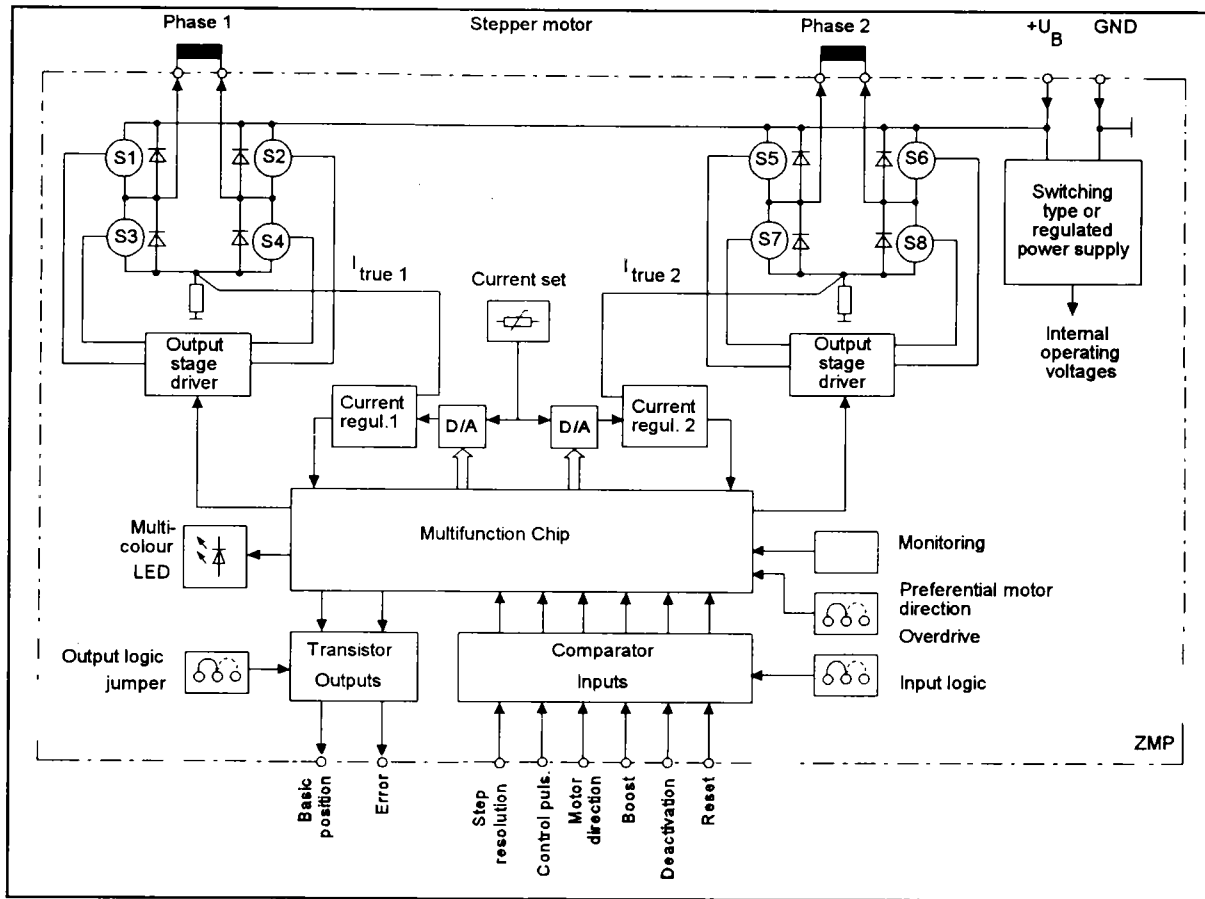 Phase 1
Stepper motor
Phase 2
+U B
GND
S1
S2
S3
S4
S5
S6
S7
S8
Switching
type or
regulated
power supply
I true 1
I true 2
Current set
Output
stage
driver
Output
stage
driver
Internal
operating
voltages
Current
regul.1
D/A
D/A
Current
regul. 2
Multi-
colour
LED
Multifunction Chip
Monitoring
Preferential motor
direction
Overdrive
Output logic
jumper
Transistor
Outputs
Comparator
Inputs
Input logic
ZMP
Basic
position
Error
Step
resolution
Control puls.
Motor
direction
Boost
Deactivation
Reset